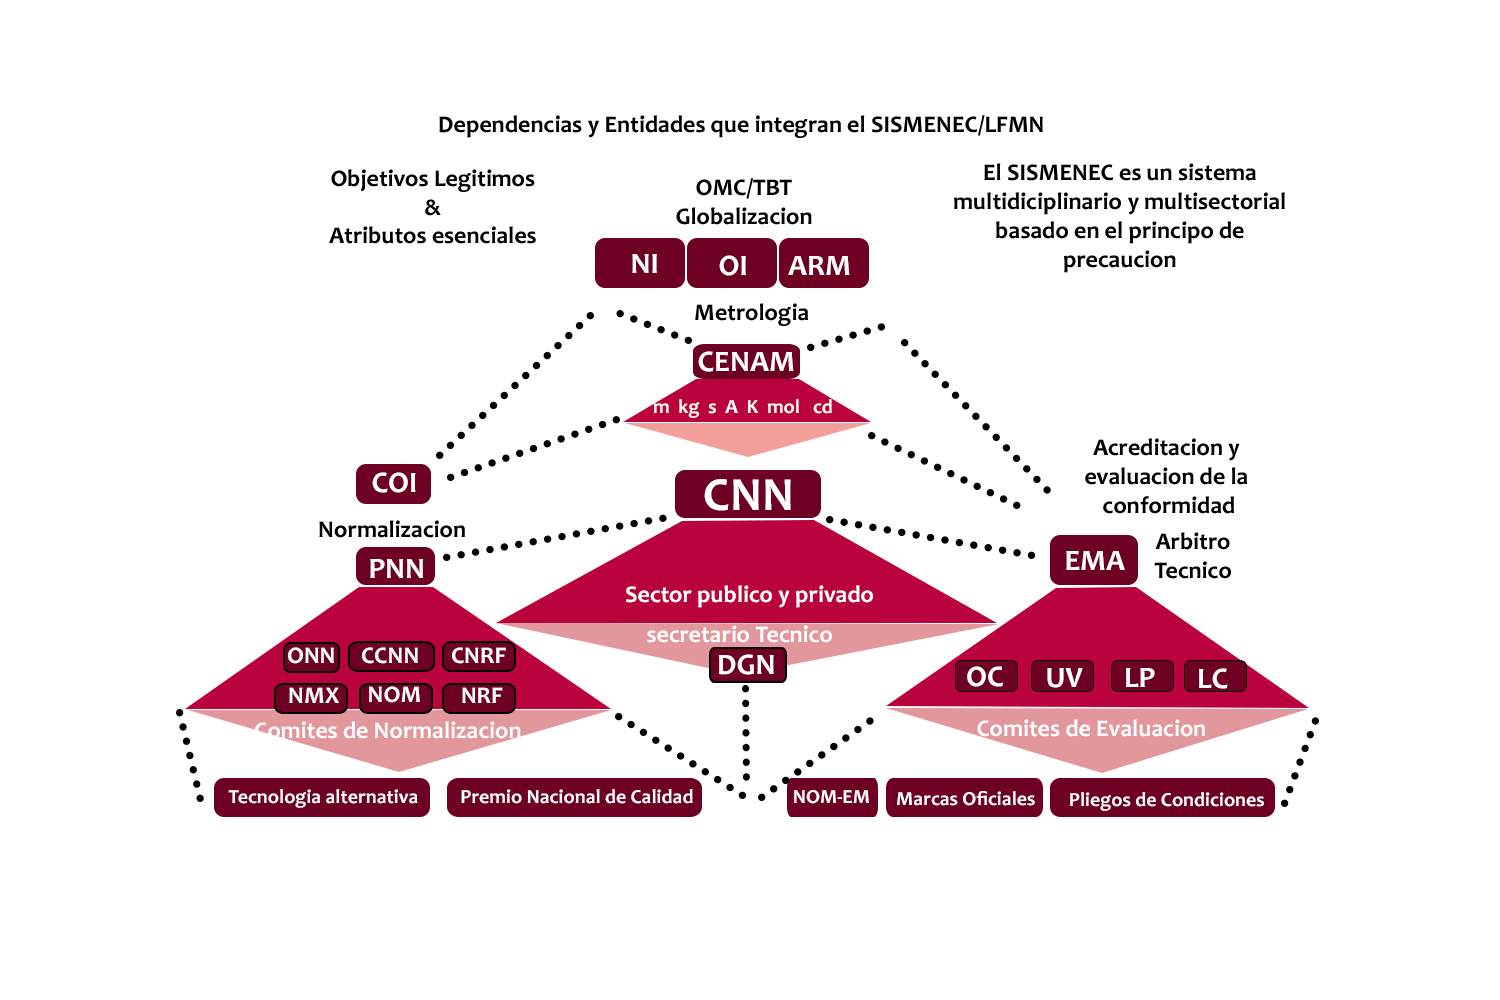 Dependencias y Entidades que integran el SISMENEC/LFMN
Objetivos Legitimos
&
Atributos esenciales
OMC/TBT
Globalizacion
El SISMENEC es un sistema
multidiciplinario y multisectorial
basado en el principo de
precaucion
NI
OI
ARM
Metrologia
CENAM
m kg s A K mol cd
COI
Normalizacion
PNN
CNN
Sector publico y privado
secretario Tecnico
DGN
Acreditacion y
evaluacion de la
conformidad
EMA
Arbitro
Tecnico
ONN
CCNN
CNRF
NMX
NOM
NRF
Comites de Normalizacion
OC
UV
LP
LC
Comites de Evaluacion
Tecnologia alternativa
Premio Nacional de Calidad
NOM-EM
Marcas Oficiales
Pliegos de Condiciones